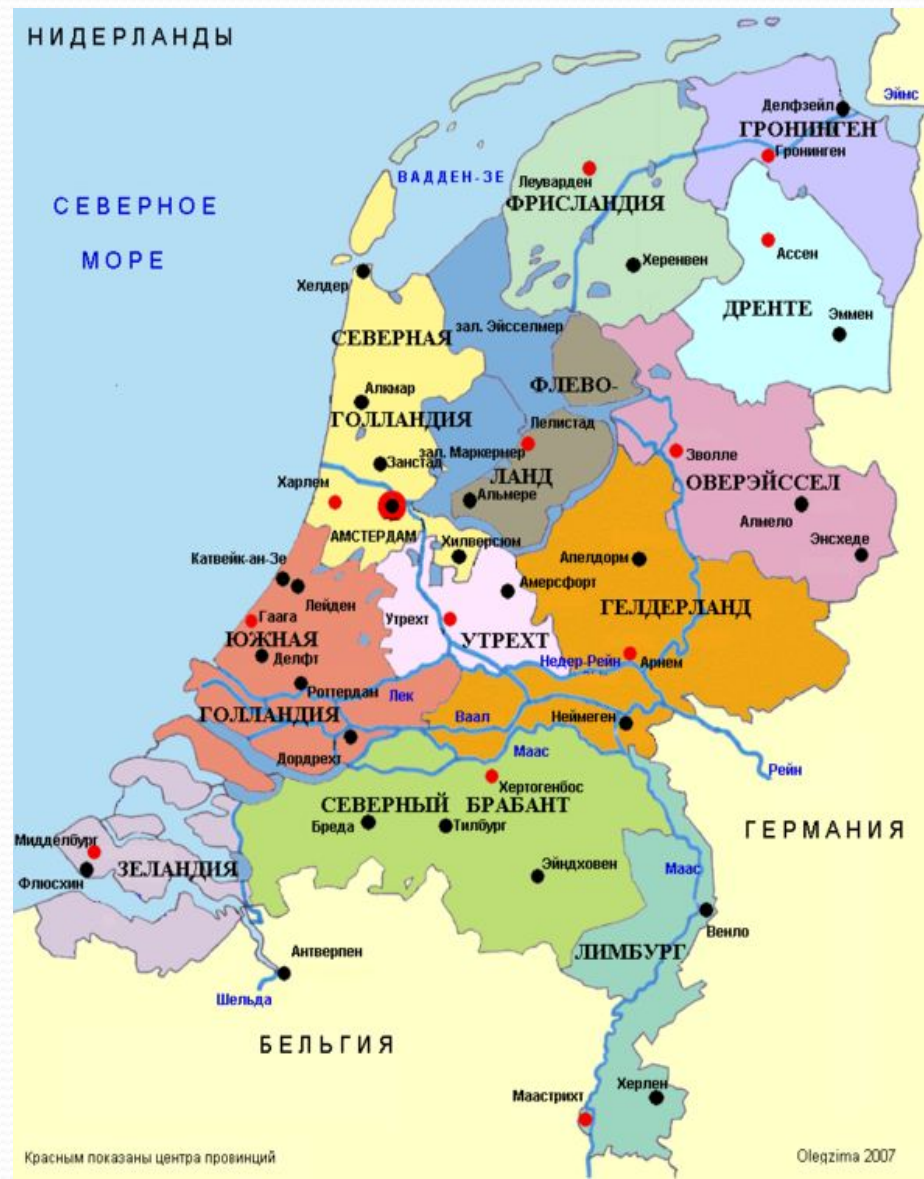 НИДЕРЛАНДЫ
Эймс
Делфзейл
ГРОНИНГЕН
Гронинген
ВАДДЕН-ЗЕ
Леуварден
ФРИСЛАНДИЯ
СЕВЕРНОЕ
МОРЕ
Ассен
Херенвен
Хелдер
ДРЕНТЕ
Эммен
СЕВЕРНАЯ
зал. Эйсселмер
ФЛЕВО-
Алкмар
ГОЛЛАНДИЯ
Лелистад
зал. Маркермер
Занстад
ЛАНД
Зволле
ОВЕРЭЙССЕЛ
Харлем
Альмере
Алмело
АМСТЕРДАМ
Хилверсюм
Энсхеде
Катвейк-ан-Зе
Апелдорм
Амерсфорт
Лейден
ГЕЛДЕРЛАНД
Гаага
Утрехт
ЮЖНАЯ
УТРЕХТ
Делфт
Недер-Рейн
Арнем
Роттердан
Лек
ГОЛЛАНДИЯ
Ваал
Неймеген
Дордрехт
Маас
Рейн
Хертогенбос
СЕВЕРНЫЙ БРАБАНТ
Бреда
Тилбург
ГЕРМАНИЯ
Мидделбург
ЗЕЛАНДИЯ
Флюсхин
Эйндховен
Маас
Венло
Антверпен
ЛИМБУРГ
Шельда
БЕЛЬГИЯ
Херлен
Маастрихт
Красным показаны центра провинций
Olegzima 2007